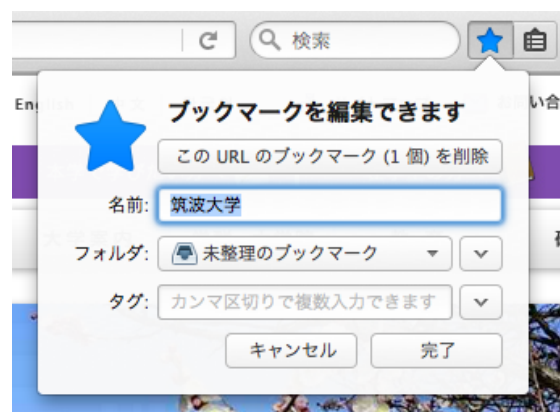 検索
English
い合
ブックマークを編集できます
この URL のブックマーク (1 個) を削除
名前: 筑波大学
フォルダ: 未整理のブックマーク
タグ: カンマ区切りで複数入力できます
キャンセル 完了